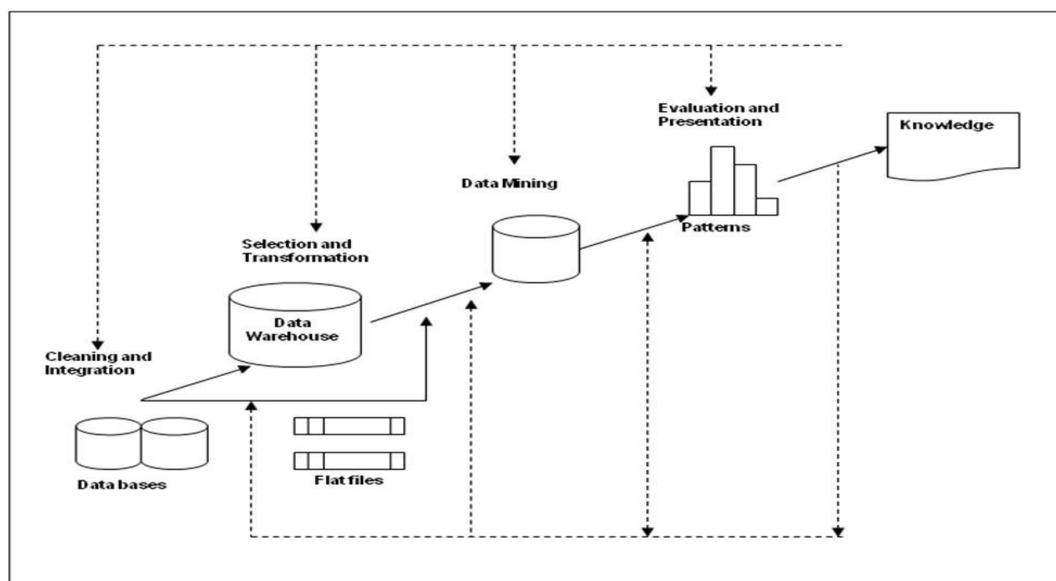 Evaluation and
Presentation
Knowledge
Data Mining
Patterns
Selection and
Transformation
Data
Warehouse
Cleaning and
Integration
Data bases
Flat files